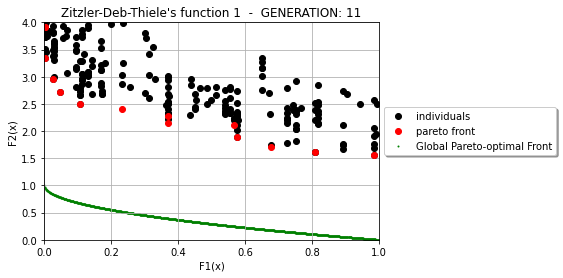 Zitzler-Deb-Thiele's function 1 - GENERATION: 11
4.0
3.5
3.0
2.5
2.0
1.5
1.0
0.5
0.0
F2(x)
0.0 0.2 0.4 0.6 0.8 1.0
F1(x)
individuals
pareto front
Global Pareto-optimal Front